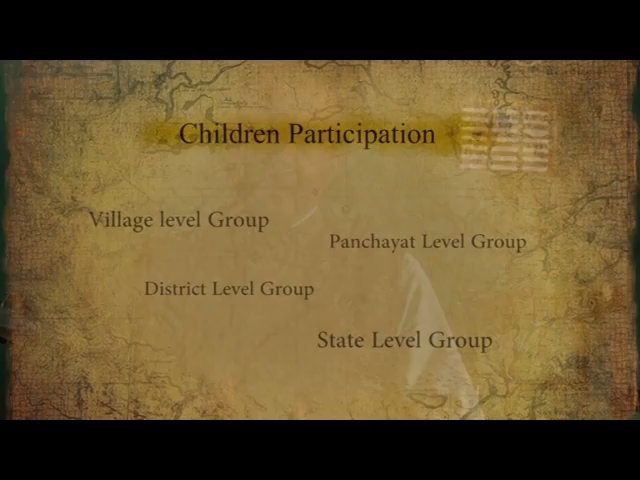 Children Participation
Village level Group
Panchayat Level Group
District Level Group
State Level Group